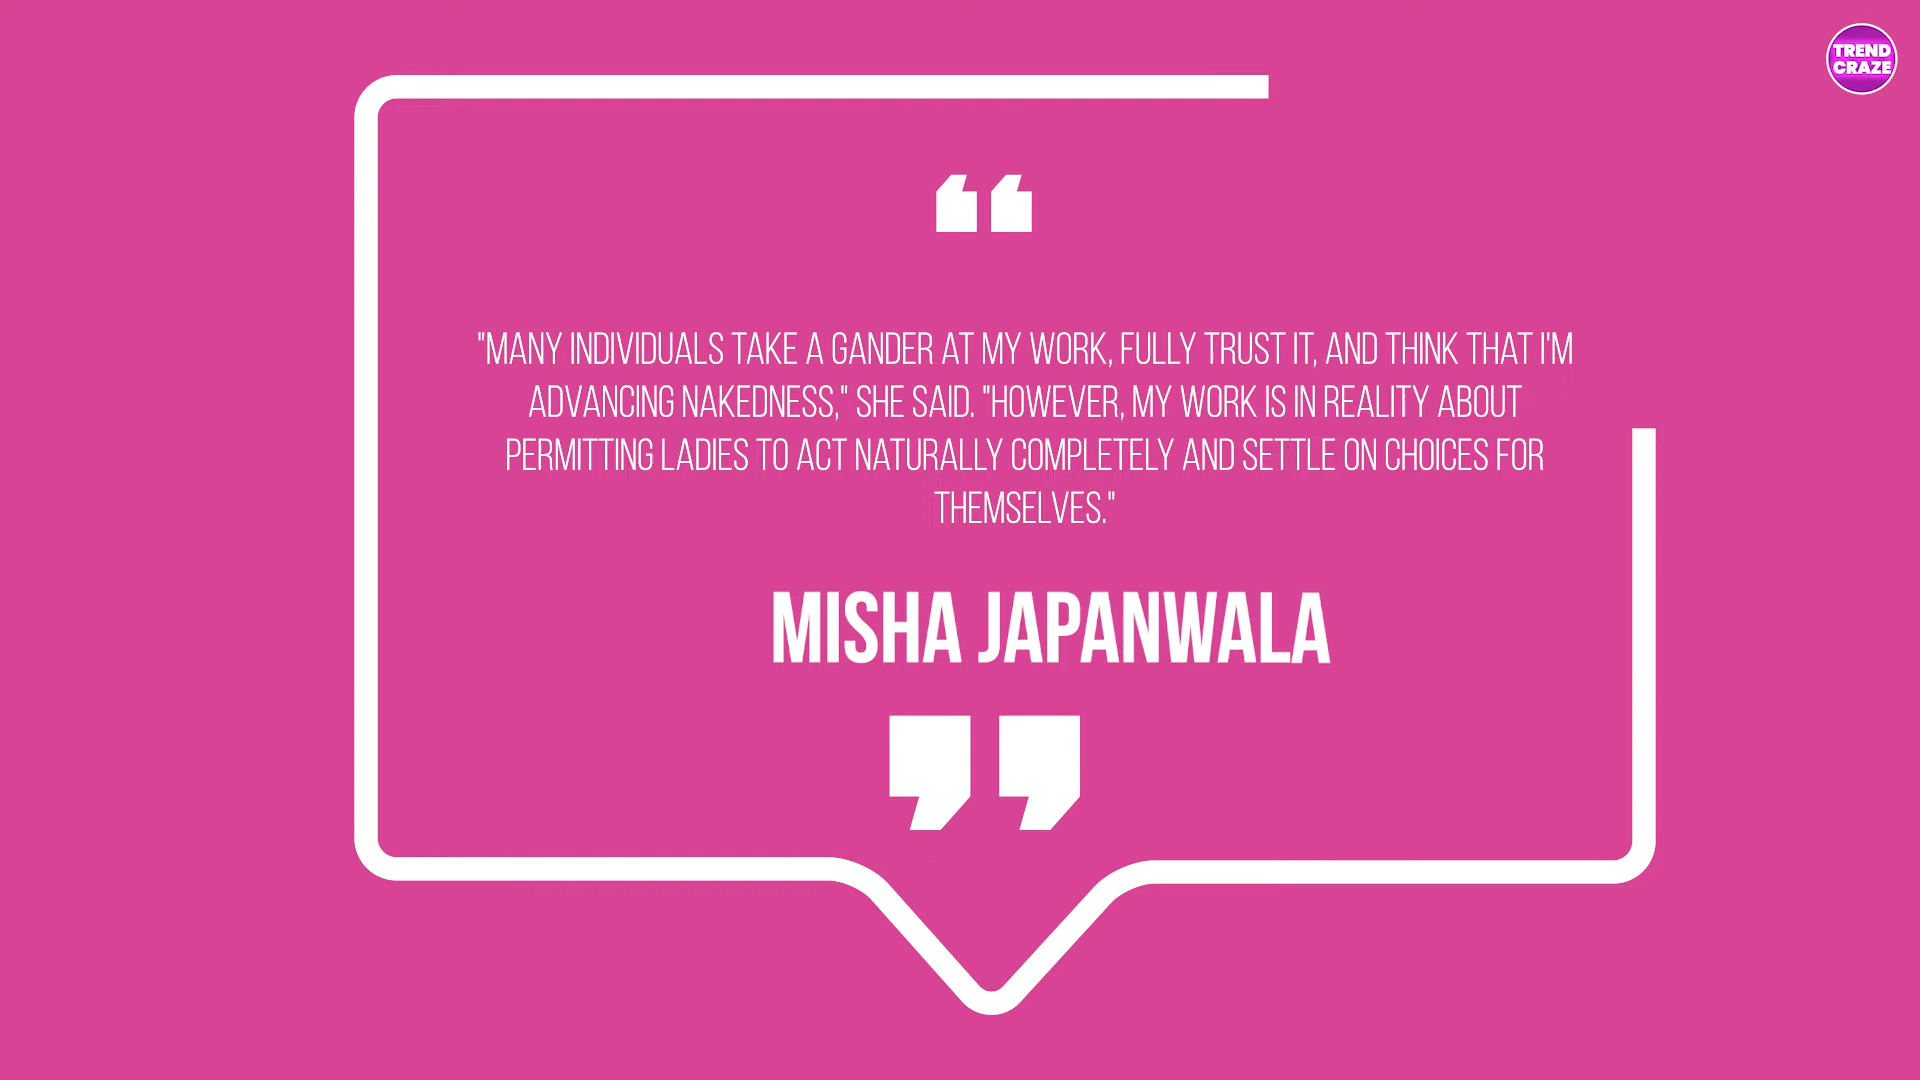 TREND
CRAZE
"MANY INDIVIDUALS TAKE A GANDER AT MY WORK, FULLY TRUST IT, AND THINK THAT I'M
ADVANCING NAKEDNESS," SHE SAID. "HOWEVER, MY WORK IS IN REALITY ABOUT
PERMITTING LADIES TO ACT NATURALLY COMPLETELY AND SETTLE ON CHOICES FOR
THEMSELVES."
MISHA JAPANWALA